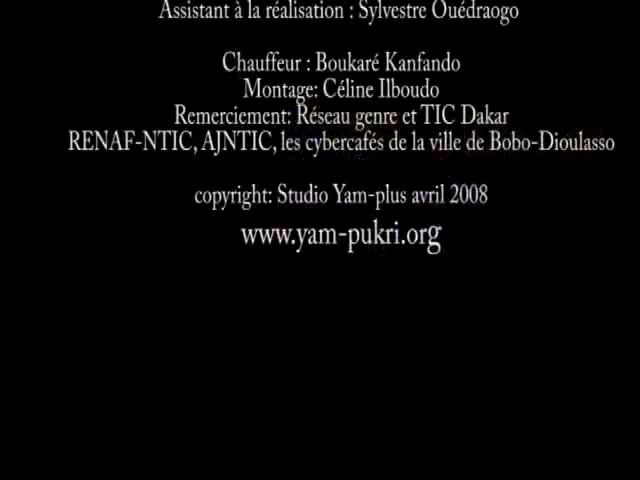 Assistant à la réalisation : Sylvestre Ouédraogo
Chauffeur : Boukaré Kanfando
Montage: Céline Ilboudo
Remerciement: Réseau genre et TIC Dakar
RENAF-NTIC, AJNTIC, les cybercafés de la ville de Bobo-Dioulasso
copyright: Studio Yam-plus avril 2008
www.yam-pukri.org